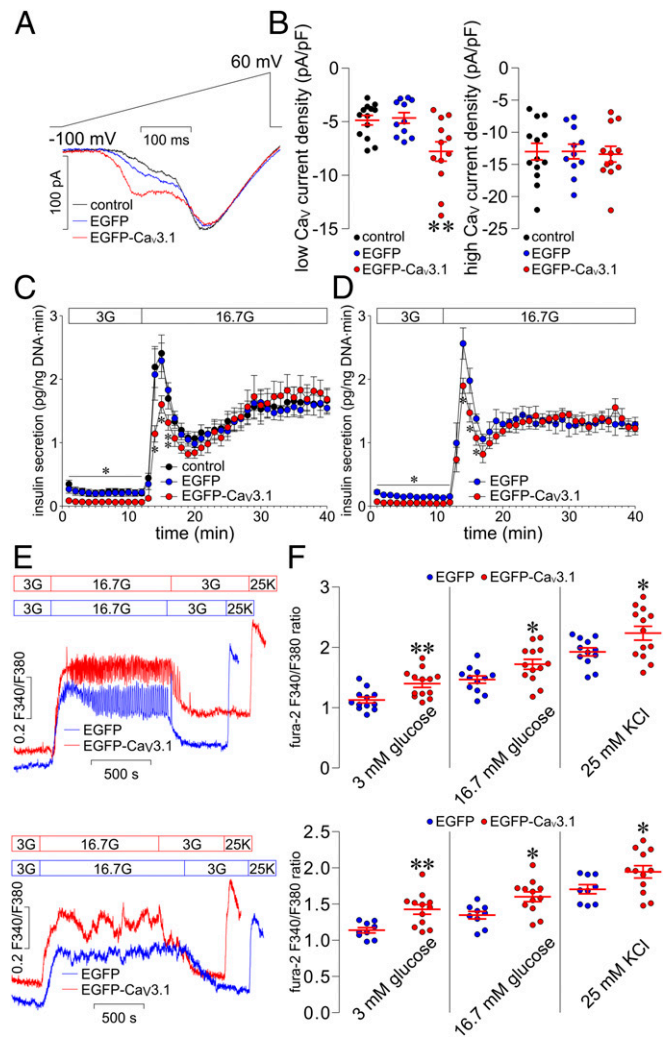 A
60 mV
-100 mV
100 ms
100 pA
control
EGFP
EGFP-Caᵥ3.1
B
low Caᵥ current density (pA/pF)
0
-5
-10
-15
**
control
EGFP
EGFP-Caᵥ3.1
high Caᵥ current density (pA/pF)
0
-5
-10
-15
-20
-25
control
EGFP
EGFP-Caᵥ3.1
C
3G 16.7G
insulin secretion (pg/ng DNA·min)
3
2
1
0
*
*
*
* *
control
EGFP
EGFP-Caᵥ3.1
0 10 20 30 40
time (min)
D
3G 16.7G
insulin secretion (pg/ng DNA·min)
3
2
1
0
*
*
*
*
EGFP
EGFP-Caᵥ3.1
0 10 20 30 40
time (min)
E
3G 16.7G 3G 25K
3G 16.7G 3G 25K
0.2 F340/F380
EGFP
EGFP-Caᵥ3.1
500 s
3G 16.7G 3G 25K
3G 16.7G 3G 25K
0.2 F340/F380
EGFP
EGFP-Caᵥ3.1
500 s
F
EGFP EGFP-Caᵥ3.1
fura-2 F340/F380 ratio
3
2
1
0
**
*
*
3 mM glucose
16.7 mM glucose
25 mM KCl
EGFP EGFP-Caᵥ3.1
fura-2 F340/F380 ratio
2.5
2.0
1.5
1.0
0.5
0
**
*
*
3 mM glucose
16.7 mM glucose
25 mM KCl